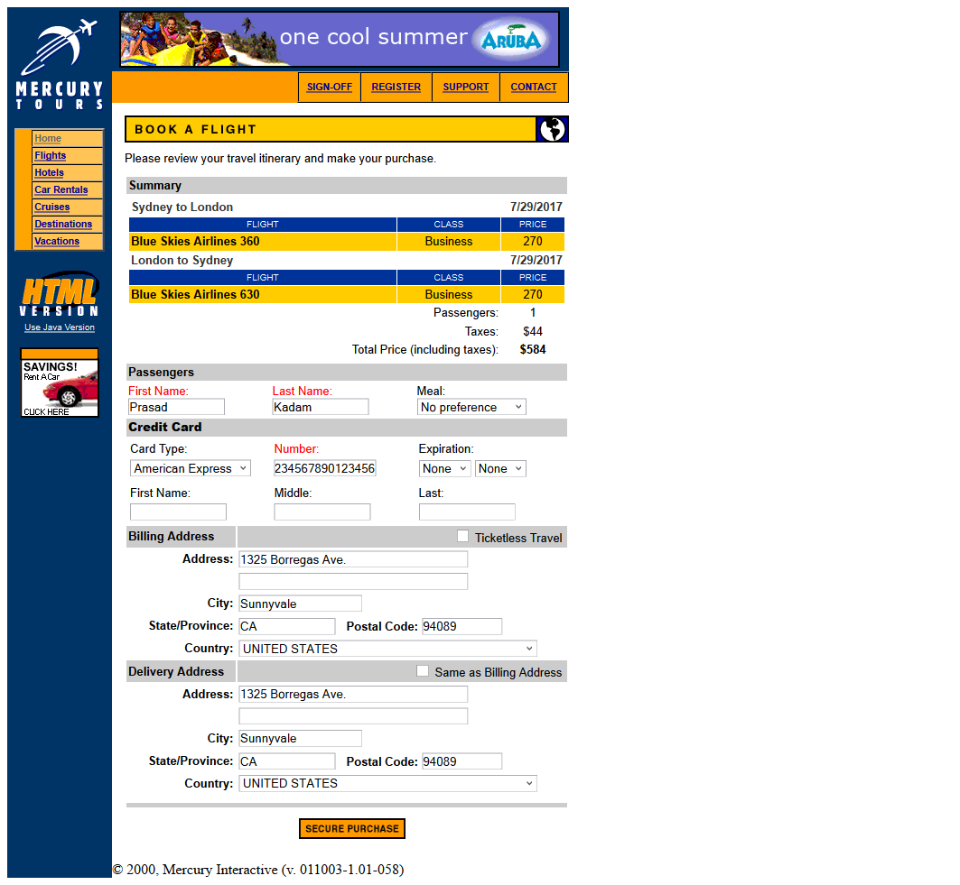 one cool summer ARUBA
MERCURY
TOURS
SIGN-OFF REGISTER SUPPORT CONTACT
Home
Flights
Hotels
Car Rentals
Cruises
Destinations
Vacations
HTML
VERSION
Use Java Version
SAVINGS!
Rent A Car
CLICK HERE
BOOK A FLIGHT
Please review your travel itinerary and make your purchase.
Summary
Sydney to London 7/29/2017
FLIGHT CLASS PRICE
Blue Skies Airlines 360 Business 270
London to Sydney 7/29/2017
FLIGHT CLASS PRICE
Blue Skies Airlines 630 Business 270
Passengers: 1
Taxes: $44
Total Price (including taxes): $584
Passengers
First Name: Last Name: Meal:
Prasad Kadam No preference
Credit Card
Card Type: Number: Expiration:
American Express 234567890123456 None None
First Name: Middle: Last:
Billing Address Ticketless Travel
Address: 1325 Borregas Ave.
City: Sunnyvale
State/Province: CA Postal Code: 94089
Country: UNITED STATES
Delivery Address Same as Billing Address
Address: 1325 Borregas Ave.
City: Sunnyvale
State/Province: CA Postal Code: 94089
Country: UNITED STATES
SECURE PURCHASE
© 2000, Mercury Interactive (v. 011003-1.01-058)